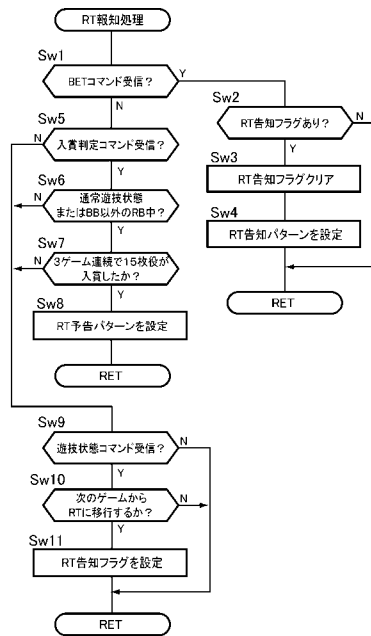 RT報知処理
Sw1
BETコマンド受信?
Y
N
Sw2
RT告知フラグあり?
N
Y
Sw3
RT告知フラグクリア
Sw4
RT告知パターンを設定
RET
Sw5
N
入賞判定コマンド受信?
Y
Sw6
通常遊技状態
またはBB以外のRB中?
N
Y
Sw7
3ゲーム連続で15枚役が
入賞したか?
N
Y
Sw8
RT予告パターンを設定
RET
Sw9
遊技状態コマンド受信?
N
Y
Sw10
次のゲームから
RTに移行するか?
N
Y
Sw11
RT告知フラグを設定
RET